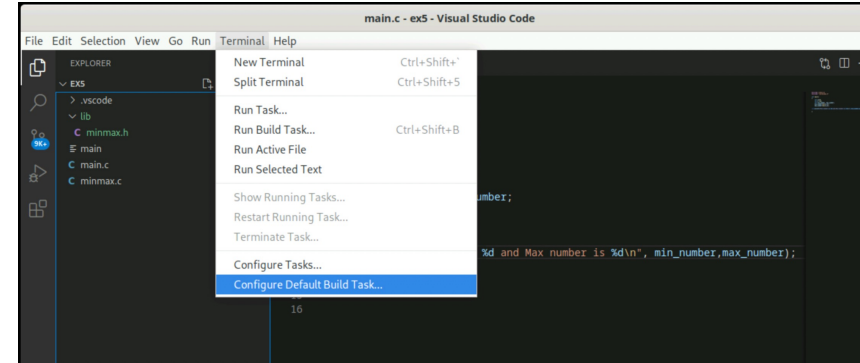 main.c - ex5 - Visual Studio Code
File Edit Selection View Go Run Terminal Help
EXPLORER
EX5
.vscode
lib
C minmax.h
main
C main.c
C minmax.c
9K+
New Terminal Ctrl+Shift+`
Split Terminal Ctrl+Shift+5
Run Task...
Run Build Task... Ctrl+Shift+B
Run Active File
Run Selected Text
Show Running Tasks...
Restart Running Task...
Terminate Task...
Configure Tasks...
Configure Default Build Task...
umber;
%d and Max number is %d\n", min_number,max_number);
16